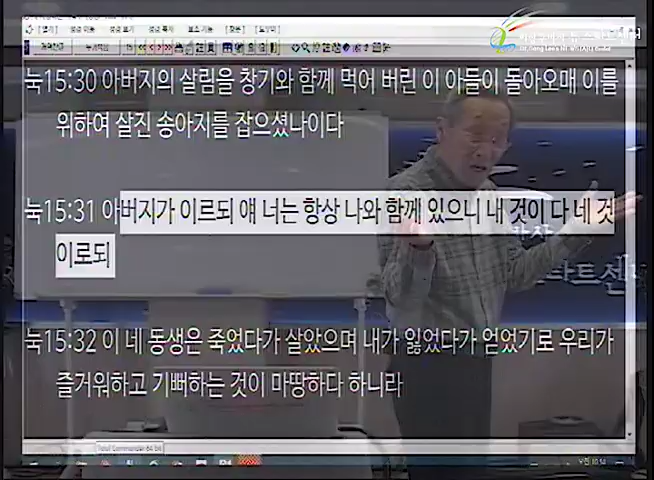 눅15:30 아버지의 살림을 창기와 함께 먹어 버린 이 아들이 돌아오매 이를
위하여 살진 송아지를 잡으셨나이다
눅15:31 아버지가 이르되 얘 너는 항상 나와 함께 있으니 내 것이 다 네 것
이로되
눅15:32 이 네 동생은 죽었다가 살았으며 내가 잃었다가 얻었기로 우리가
즐거워하고 기뻐하는 것이 마땅하다 하니라
Total Commander 64 bit